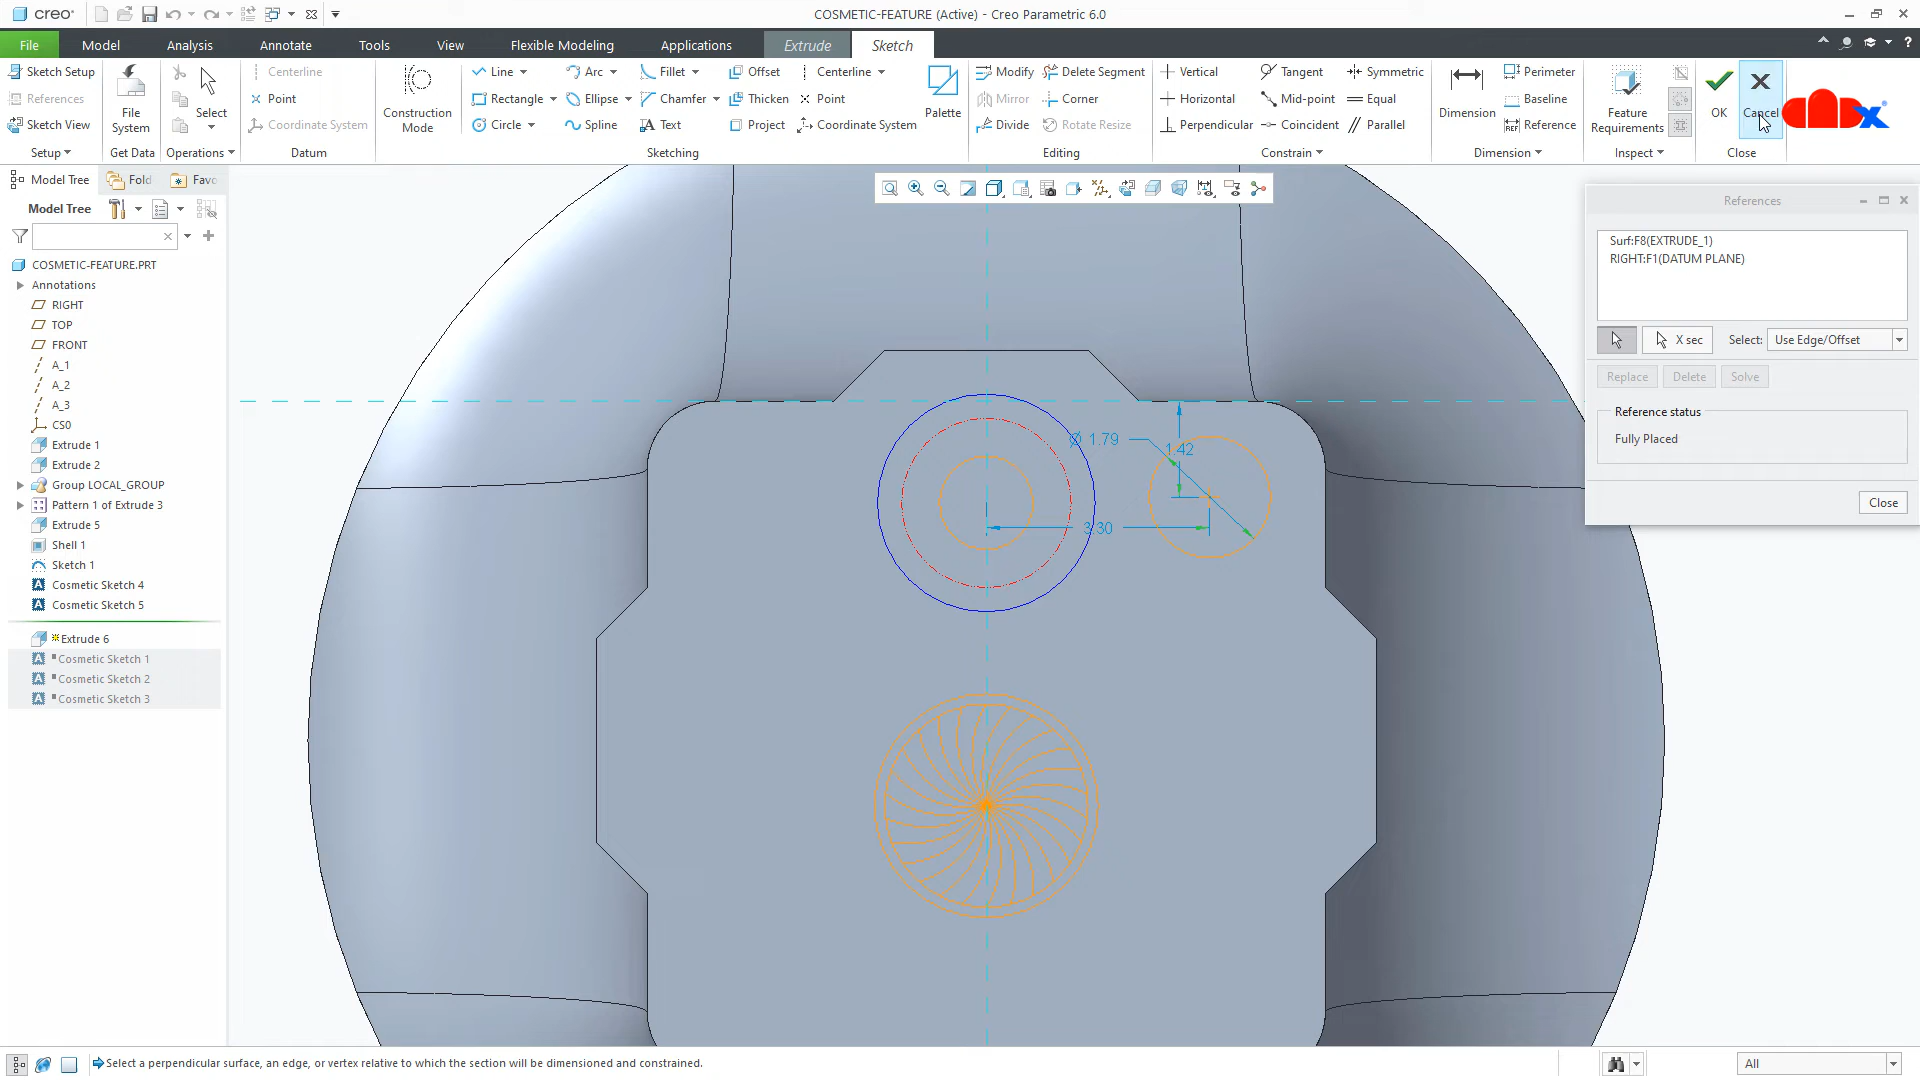 creo
COSMETIC-FEATURE (Active) - Creo Parametric 6.0
File Model Analysis Annotate Tools View Flexible Modeling Applications Extrude Sketch
Sketch Setup
References
Sketch View
Setup
File System
Get Data
Select
Operations
Centerline
Point
Coordinate System
Datum
Construction Mode
Line Arc Fillet Offset Centerline
Rectangle Ellipse Chamfer Thicken Point
Circle Spline Text Project Coordinate System
Palette
Sketching
Modify Delete Segment
Mirror Corner
Divide Rotate Resize
Editing
Vertical Tangent Symmetric
Horizontal Mid-point Equal
Perpendicular Coincident Parallel
Constrain
Dimension
Perimeter
Baseline
Reference
Dimension
Feature Requirements
Inspect
OK
Cancel
Close
Model Tree Fold Favo
Model Tree
COSMETIC-FEATURE.PRT
Annotations
RIGHT
TOP
FRONT
A_1
A_2
A_3
CS0
Extrude 1
Extrude 2
Group LOCAL_GROUP
Pattern 1 of Extrude 3
Extrude 5
Shell 1
Sketch 1
Cosmetic Sketch 4
Cosmetic Sketch 5
Extrude 6
Cosmetic Sketch 1
Cosmetic Sketch 2
Cosmetic Sketch 3
Ø 1.79
1.42
3.30
References
Surf:F8(EXTRUDE_1)
RIGHT:F1(DATUM PLANE)
X sec
Select: Use Edge/Offset
Replace Delete Solve
Reference status
Fully Placed
Close
Select a perpendicular surface, an edge, or vertex relative to which the section will be dimensioned and constrained.
All